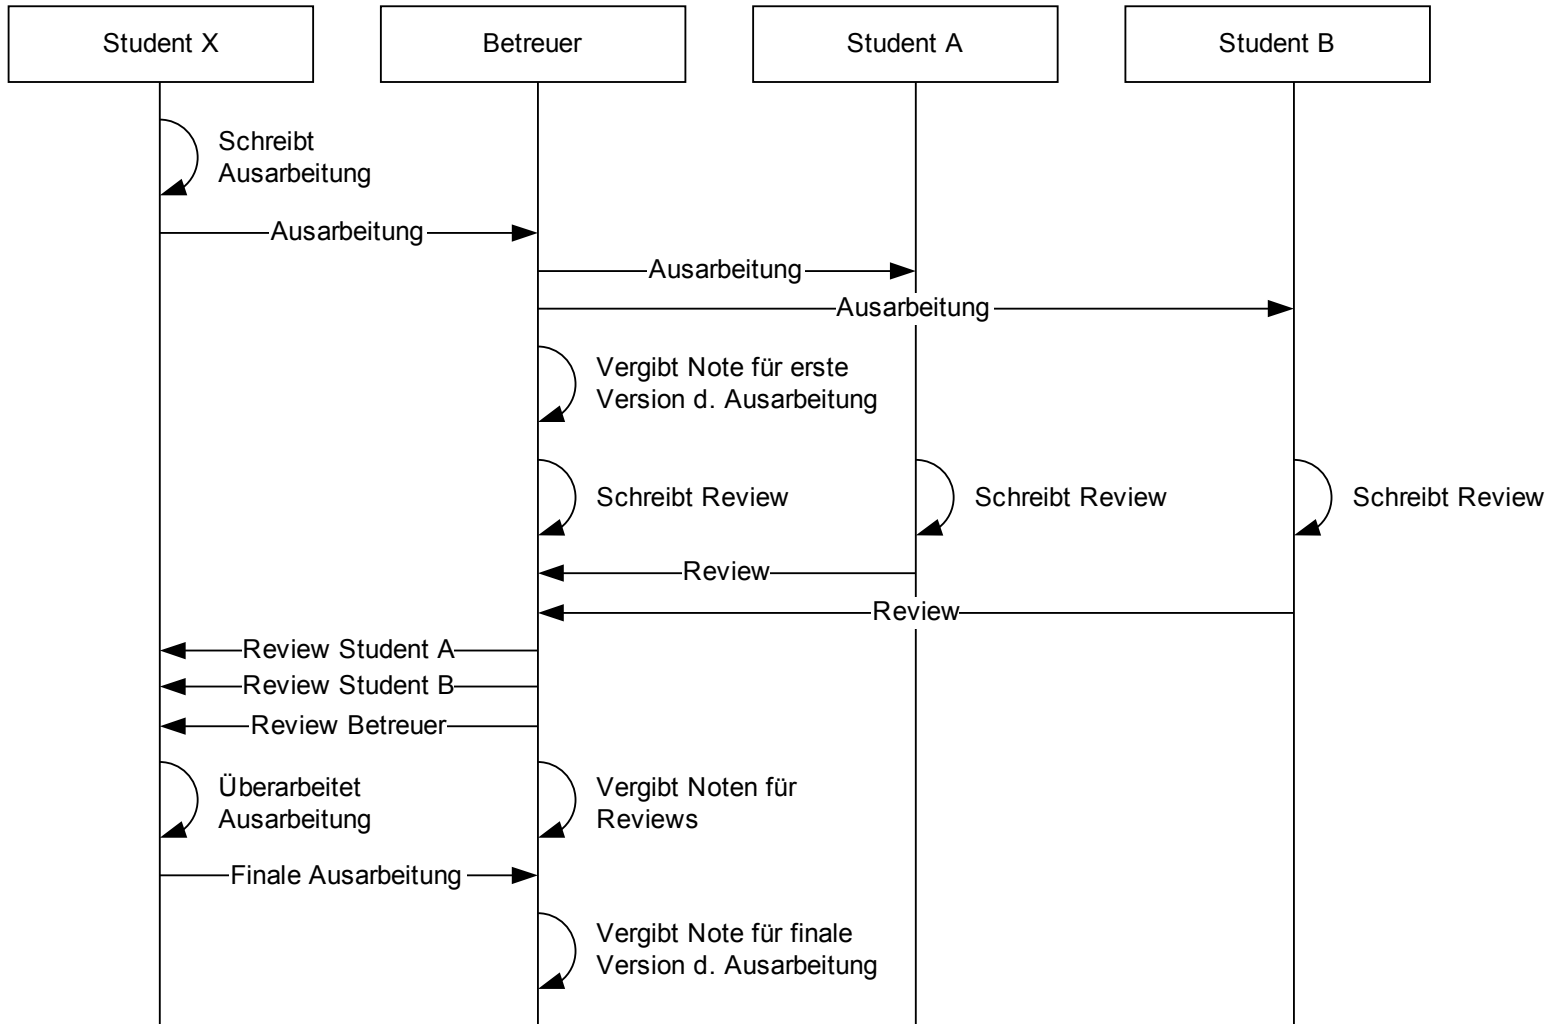 Student X
Betreuer
Student A
Student B
Schreibt
Ausarbeitung
Ausarbeitung
Ausarbeitung
Ausarbeitung
Vergibt Note für erste
Version d. Ausarbeitung
Schreibt Review
Schreibt Review
Schreibt Review
Review
Review
Review Student A
Review Student B
Review Betreuer
Überarbeitet
Ausarbeitung
Vergibt Noten für
Reviews
Finale Ausarbeitung
Vergibt Note für finale
Version d. Ausarbeitung